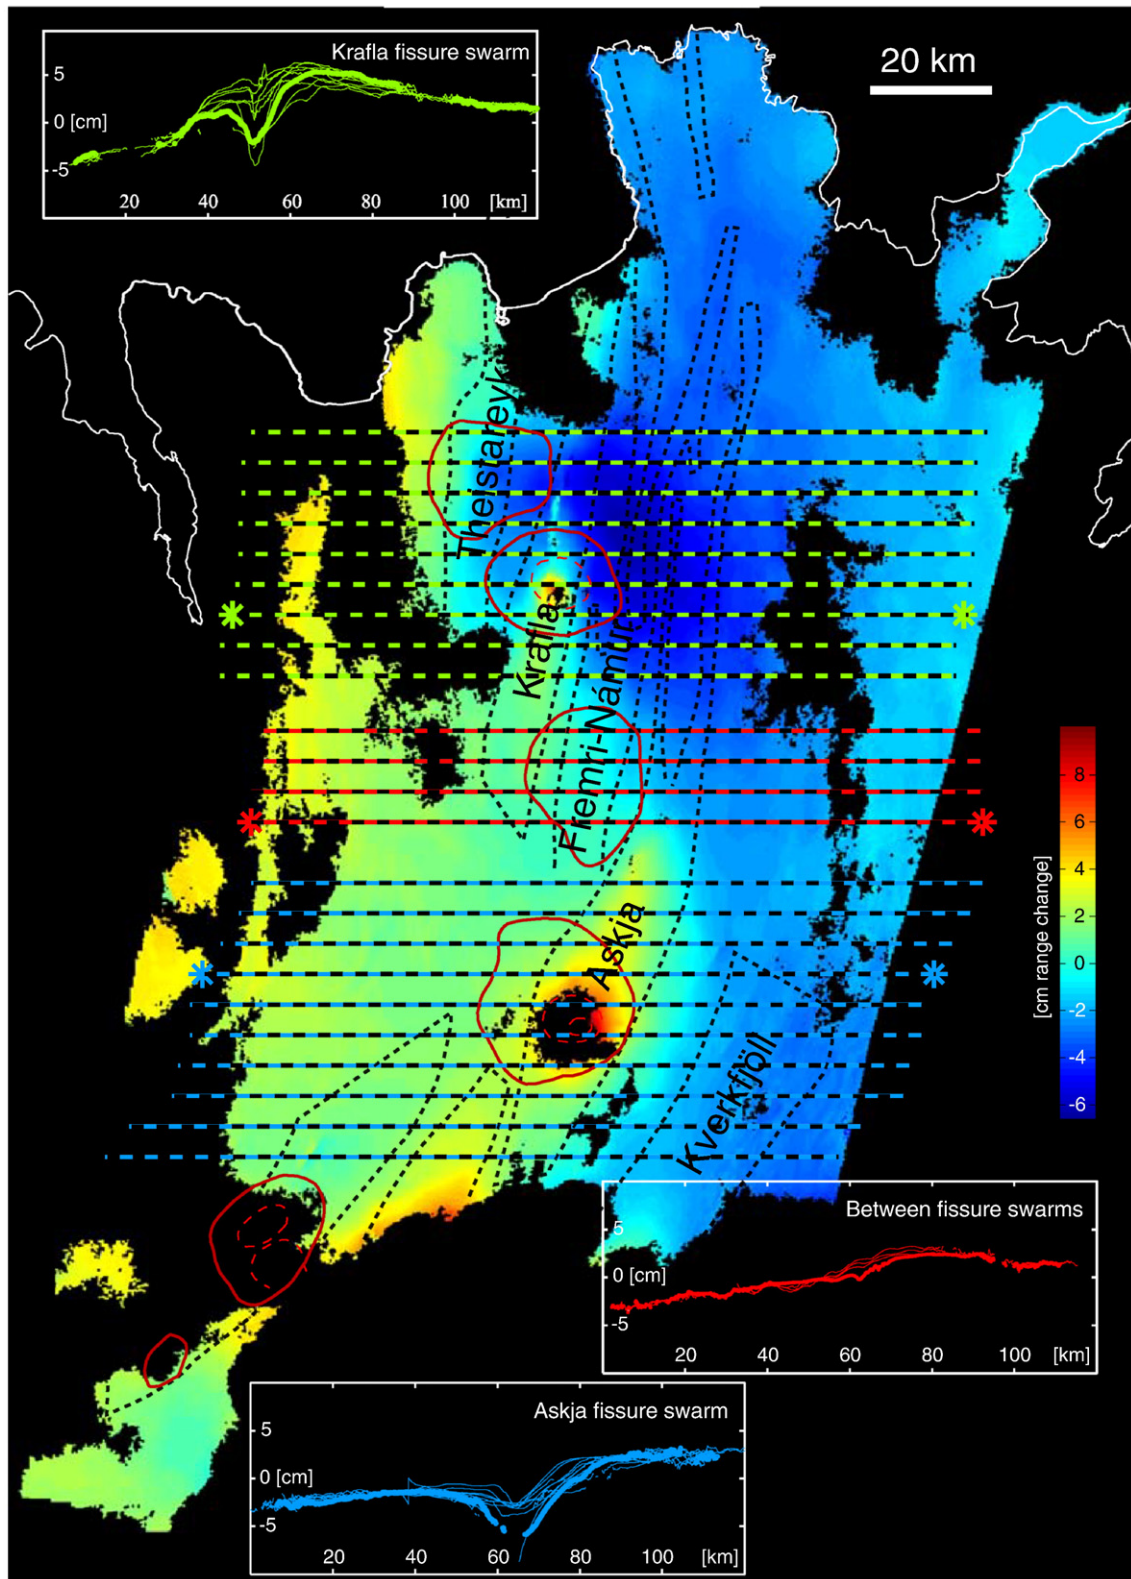 Krafla fissure swarm
5
0 [cm]
-5
20 40 60 80 100 [km]
20 km
Theistareyk
Krafla
Fremri-Námur
Askja
Kverkfjöll
8
6
4
2
0
-2
-4
-6
[cm range change]
Between fissure swarms
5
0 [cm]
-5
20 40 60 80 100 [km]
Askja fissure swarm
5
0 [cm]
-5
20 40 60 80 100 [km]